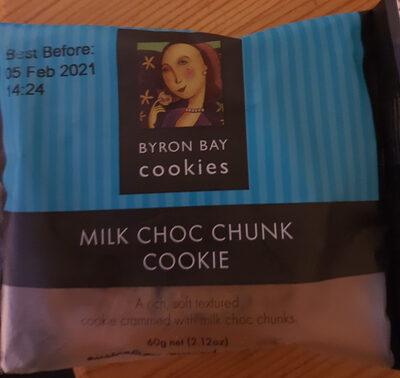 Best Before:
05 Feb 2021
14:24
BYRON BAY
cookies
MILK CHOC CHUNK
COOKIE
A rich, soft textured
cookie crammed with milk choc chunks.
60g net (2.12oz)